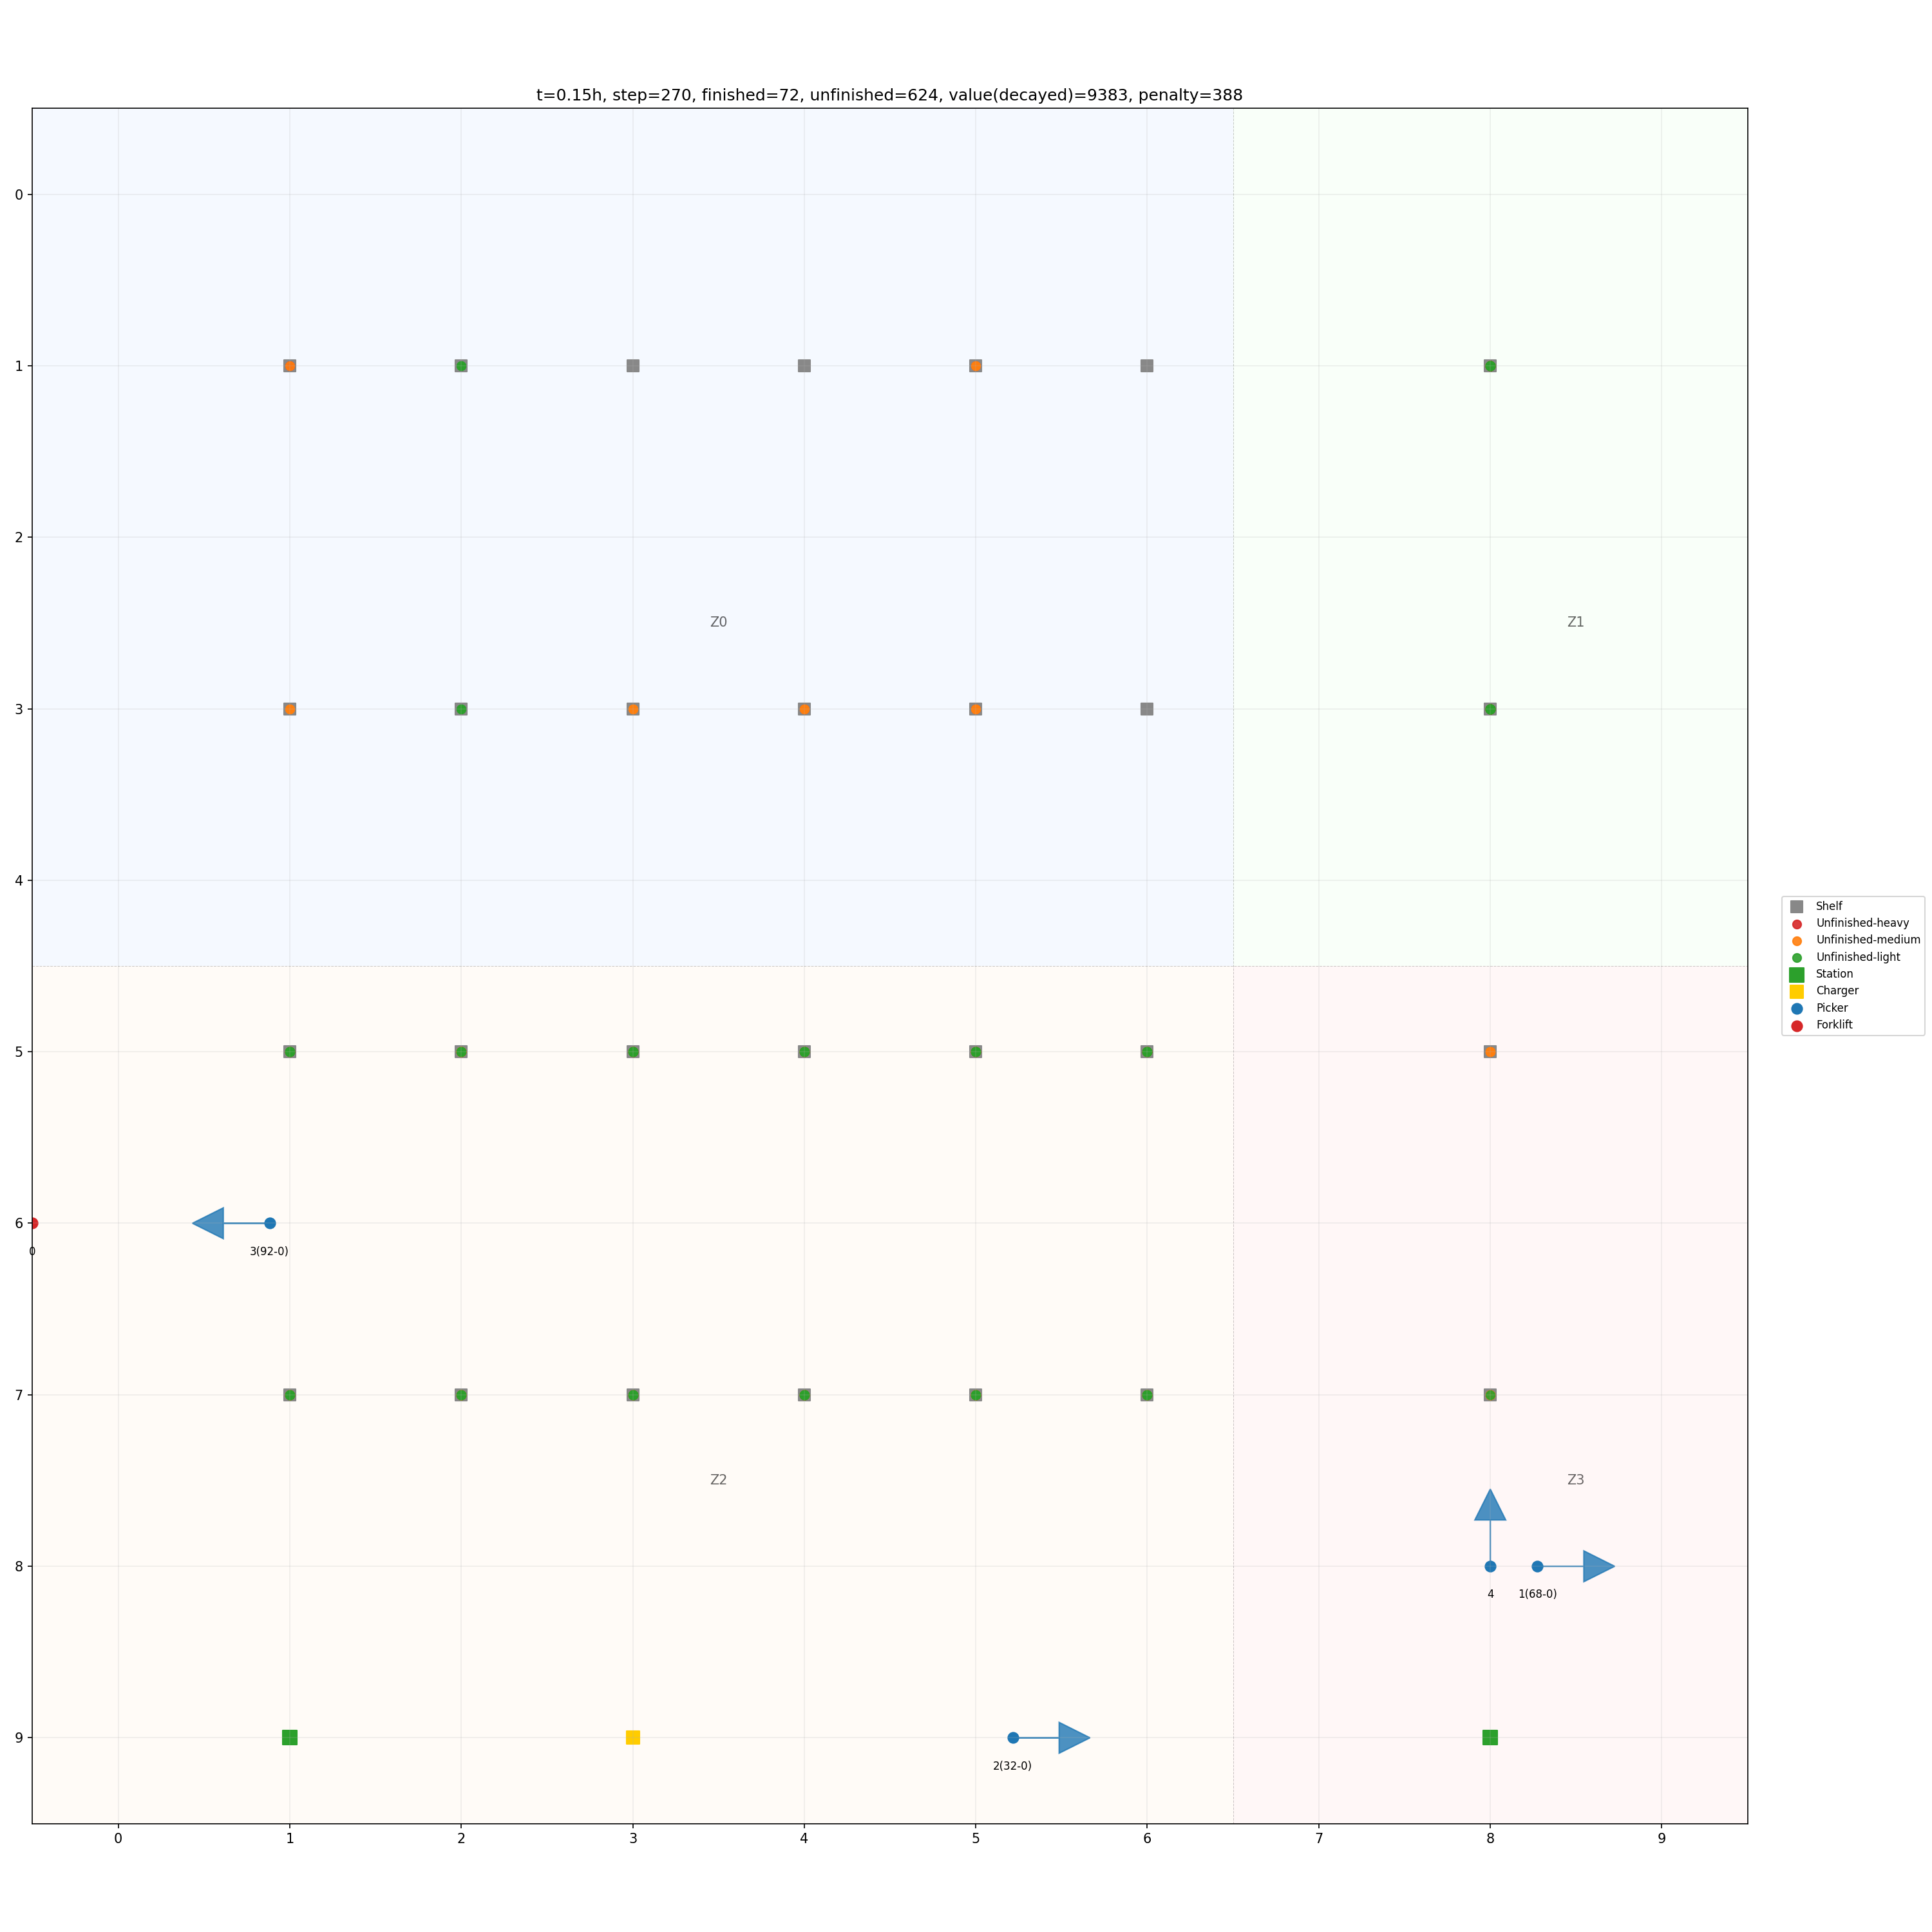 t=0.15h, step=270, finished=72, unfinished=624, value(decayed)=9383, penalty=388
0
1
2
Z0
Z1
3
4
Shelf
Unfinished-heavy
Unfinished-medium
Unfinished-light
Station
Charger
Picker
Forklift
5
6
0
3(92-0)
7
Z2
Z3
8
4
1(68-0)
9
2(32-0)
0
1
2
3
4
5
6
7
8
9